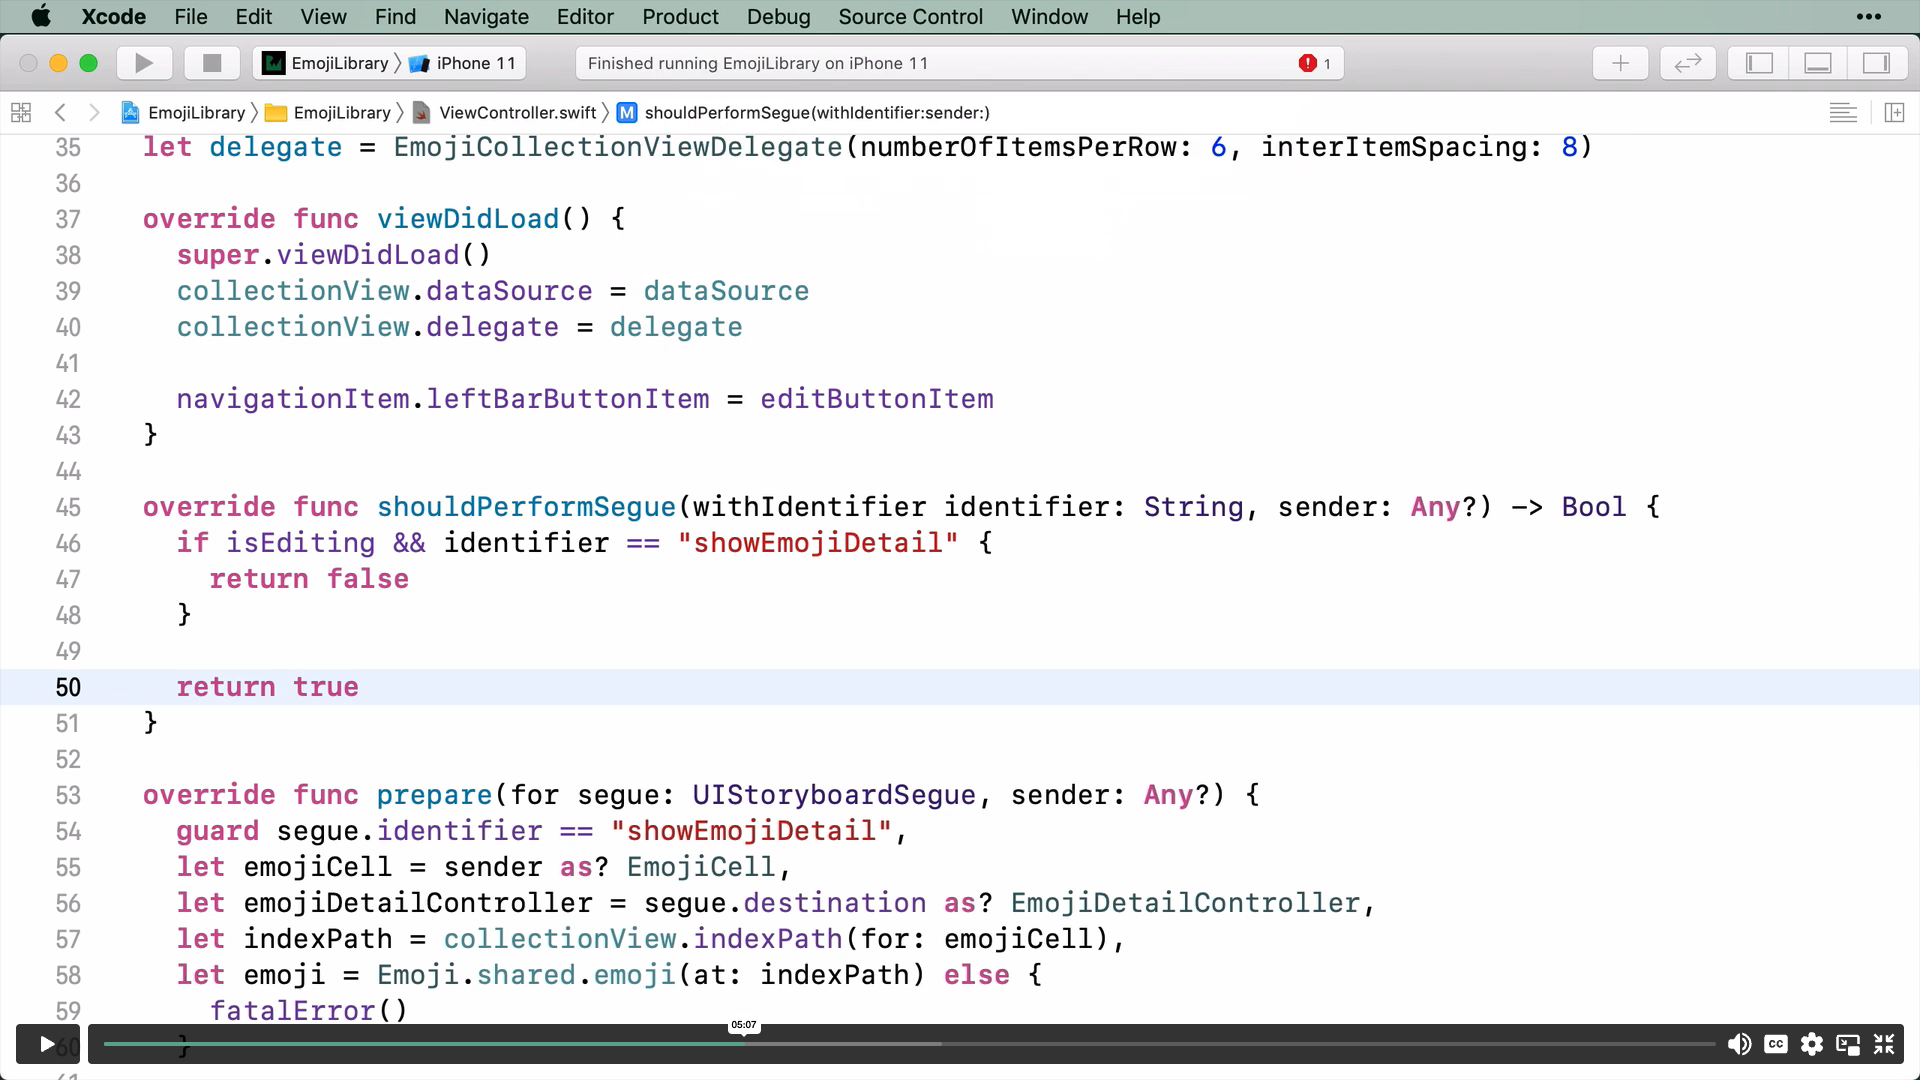 Xcode File Edit View Find Navigate Editor Product Debug Source Control Window Help •••
EmojiLibrary 〉 iPhone 11 Finished running EmojiLibrary on iPhone 11 1
EmojiLibrary 〉 EmojiLibrary 〉 ViewController.swift 〉 M shouldPerformSegue(withIdentifier:sender:)
35 let delegate = EmojiCollectionViewDelegate(numberOfItemsPerRow: 6, interItemSpacing: 8)
36
37 override func viewDidLoad() {
38 super.viewDidLoad()
39 collectionView.dataSource = dataSource
40 collectionView.delegate = delegate
41
42 navigationItem.leftBarButtonItem = editButtonItem
43 }
44
45 override func shouldPerformSegue(withIdentifier identifier: String, sender: Any?) -> Bool {
46 if isEditing && identifier == "showEmojiDetail" {
47 return false
48 }
49
50 return true
51 }
52
53 override func prepare(for segue: UIStoryboardSegue, sender: Any?) {
54 guard segue.identifier == "showEmojiDetail",
55 let emojiCell = sender as? EmojiCell,
56 let emojiDetailController = segue.destination as? EmojiDetailController,
57 let indexPath = collectionView.indexPath(for: emojiCell),
58 let emoji = Emoji.shared.emoji(at: indexPath) else {
59 fatalError()
05:07
60 }
CC
61